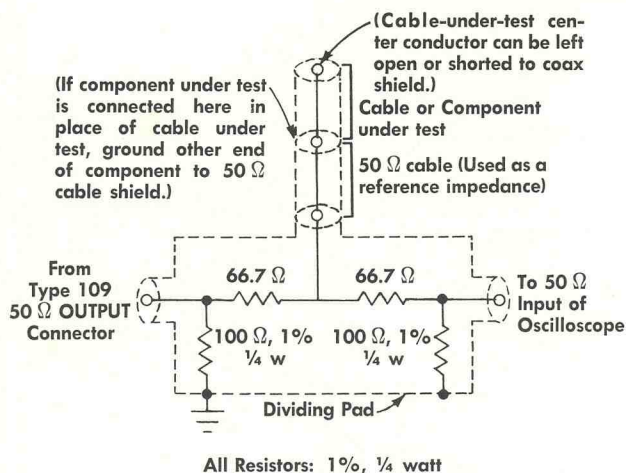 (Cable-under-test cen-
ter conductor can be left
open or shorted to coax
shield.)
(If component under test
is connected here in
place of cable under
test, ground other end
of component to 50 Ω
cable shield.)
Cable or Component
under test
50 Ω cable (Used as a
reference impedance)
From
Type 109
50 Ω OUTPUT
Connector
66.7 Ω
66.7 Ω
To 50 Ω
Input of
Oscilloscope
100 Ω, 1%
¼ w
100 Ω, 1%
¼ w
Dividing Pad
All Resistors: 1%, ¼ watt